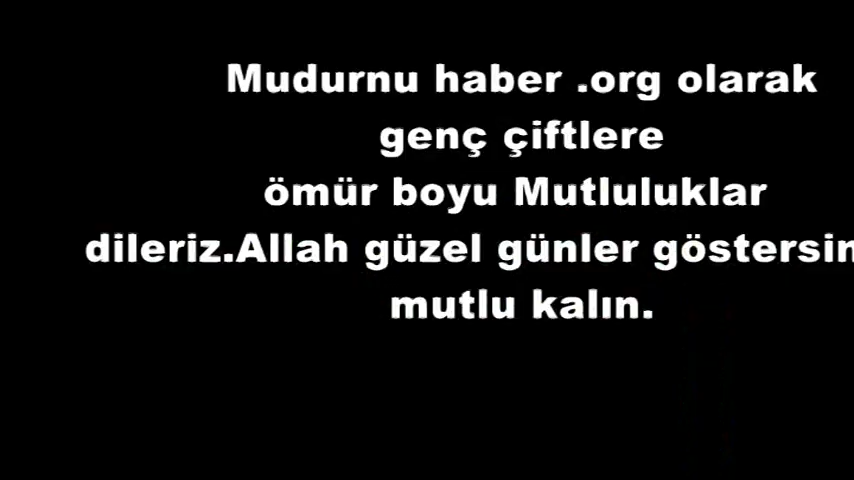 Mudurnu haber .org olarak
genç çiftlere
ömür boyu Mutluluklar
dileriz.Allah güzel günler göstersin
mutlu kalın.